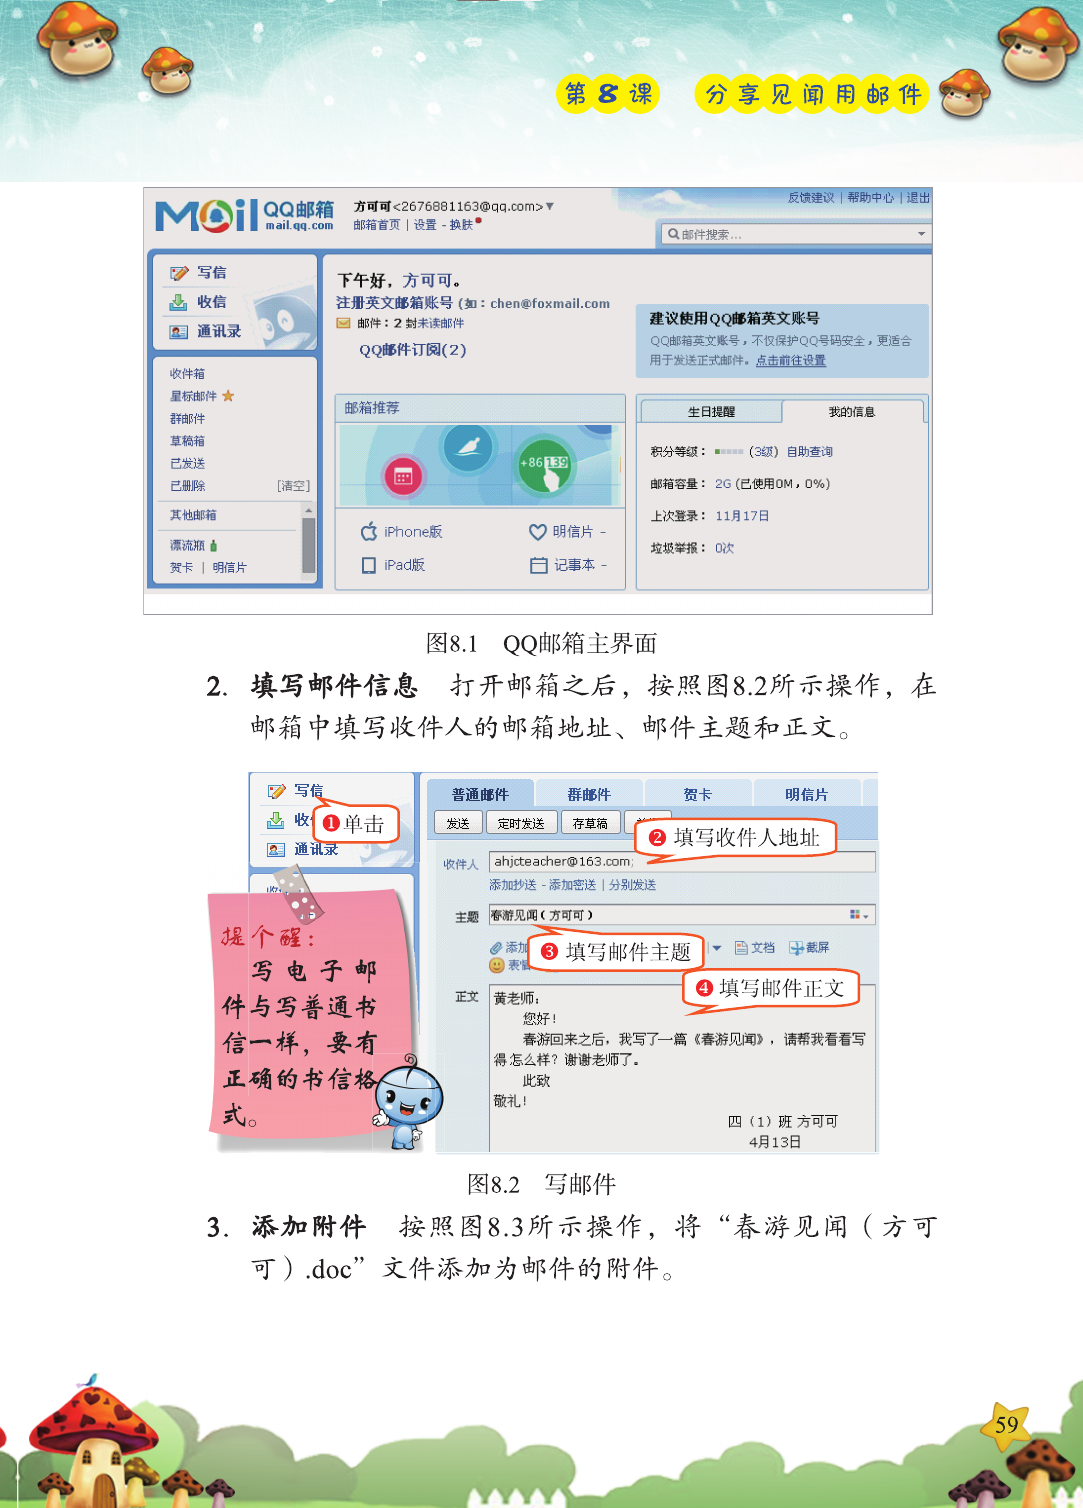 第8课 分享见闻用邮件
Mail QQ邮箱
mail.qq.com
方可可<2676881163@qq.com>▼
邮箱首页 | 设置 - 换肤
反馈建议 | 帮助中心 | 退出
邮件搜索...
写信
收信
通讯录
收件箱
星标邮件
群邮件
草稿箱
已发送
已删除 [清空]
其他邮箱
漂流瓶
贺卡 | 明信片
下午好，方可可。
注册英文邮箱账号 (如：chen@foxmail.com
邮件：2 封未读邮件
QQ邮件订阅(2)
建议使用QQ邮箱英文账号
QQ邮箱英文账号，不仅保护QQ号码安全，更适合
用于发送正式邮件。点击前往设置
邮箱推荐
+86 139
iPhone版 明信片 -
iPad版 记事本 -
生日提醒 我的信息
积分等级： (3级) 自助查询
邮箱容量： 2G (已使用0M，0%)
上次登录： 11月17日
垃圾举报： 0次
图8.1 QQ邮箱主界面
2. 填写邮件信息 打开邮箱之后，按照图8.2所示操作，在
邮箱中填写收件人的邮箱地址、邮件主题和正文。
写信
收
通讯录
❶单击
普通邮件 群邮件 贺卡 明信片
发送 定时发送 存草稿
❷ 填写收件人地址
收件人 ahjcteacher@163.com;
添加抄送 - 添加密送 | 分别发送
主题 春游见闻（方可可）
添加 文档 截屏
表情
❸ 填写邮件主题
❹填写邮件正文
正文 黄老师：
您好！
春游回来之后，我写了一篇《春游见闻》，请帮我看看写
得怎么样？谢谢老师了。
此致
敬礼！
四（1）班 方可可
4月13日
提个醒：
写电子邮
件与写普通书
信一样，要有
正确的书信格
式。
图8.2 写邮件
3. 添加附件 按照图8.3所示操作，将“春游见闻（方可
可）.doc”文件添加为邮件的附件。
59